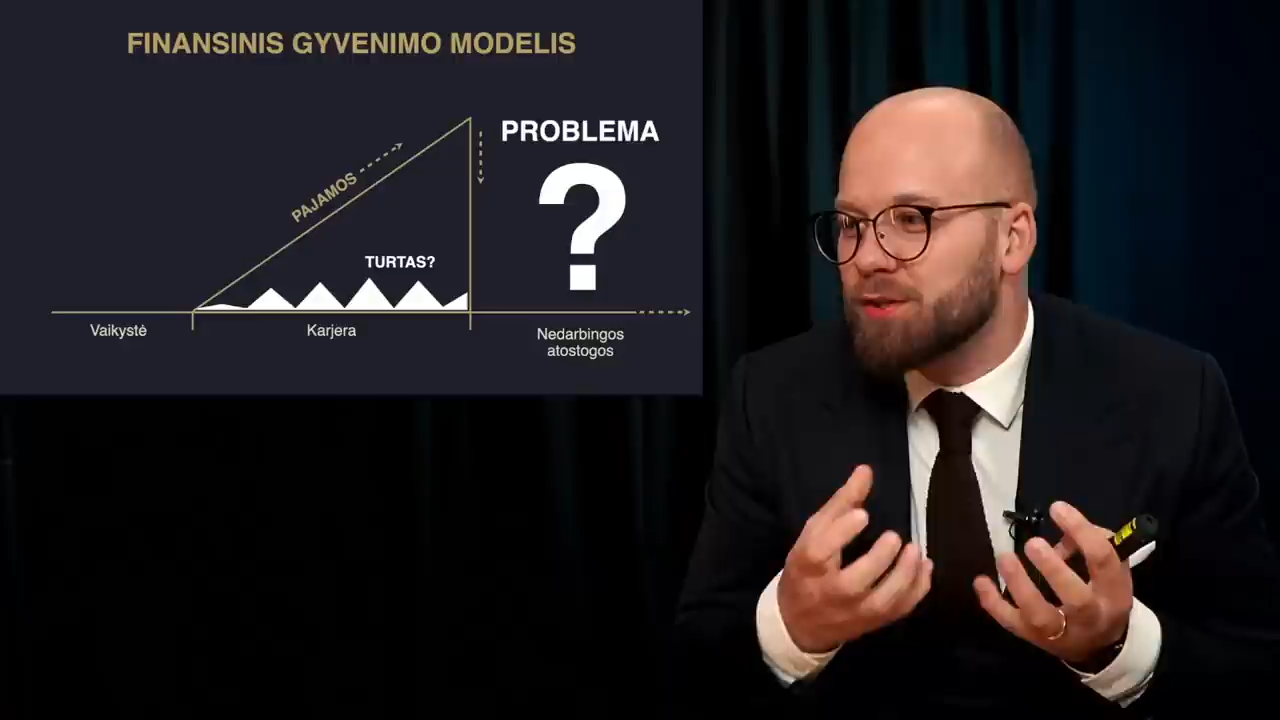 FINANSINIS GYVENIMO MODELIS
PROBLEMA
?
PAJAMOS
TURTAS?
Vaikystė
Karjera
Nedarbingos
atostogos